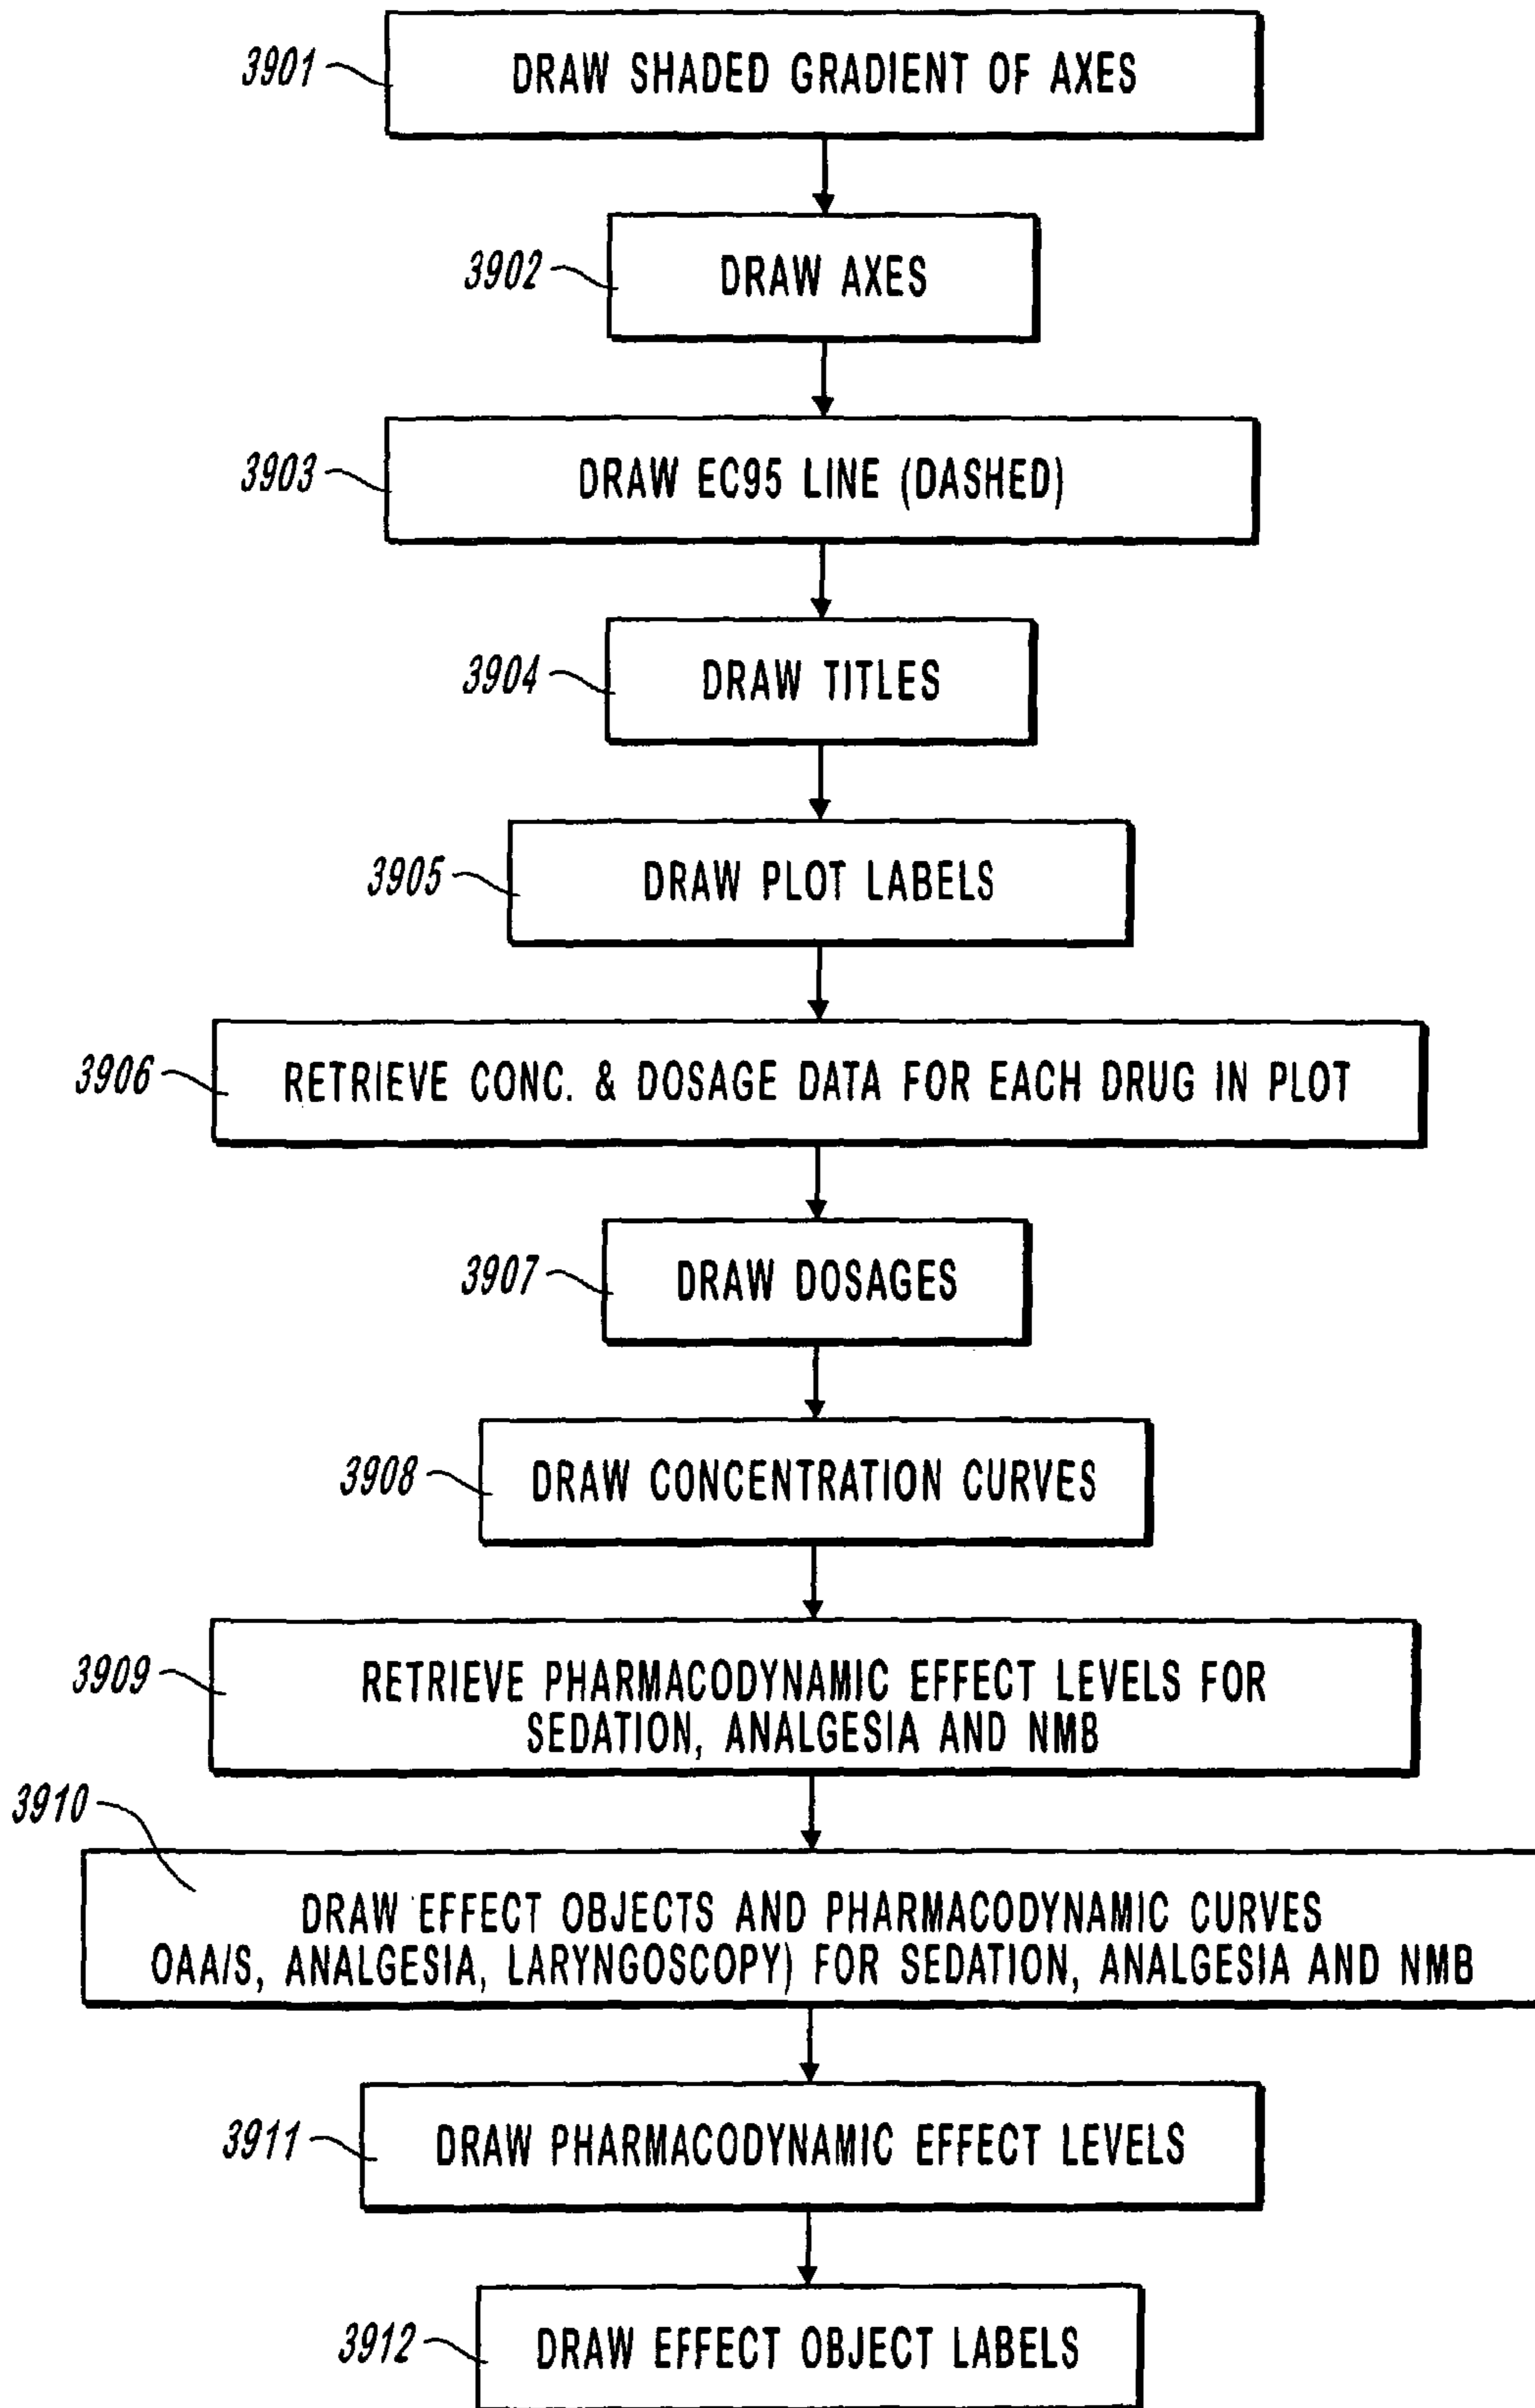 3901
DRAW SHADED GRADIENT OF AXES
3902
DRAW AXES
3903
DRAW EC95 LINE (DASHED)
3904
DRAW TITLES
3905
DRAW PLOT LABELS
3906
RETRIEVE CONC. & DOSAGE DATA FOR EACH DRUG IN PLOT
3907
DRAW DOSAGES
3908
DRAW CONCENTRATION CURVES
3909
RETRIEVE PHARMACODYNAMIC EFFECT LEVELS FOR
SEDATION, ANALGESIA AND NMB
3910
DRAW EFFECT OBJECTS AND PHARMACODYNAMIC CURVES
OAA/S, ANALGESIA, LARYNGOSCOPY) FOR SEDATION, ANALGESIA AND NMB
3911
DRAW PHARMACODYNAMIC EFFECT LEVELS
3912
DRAW EFFECT OBJECT LABELS